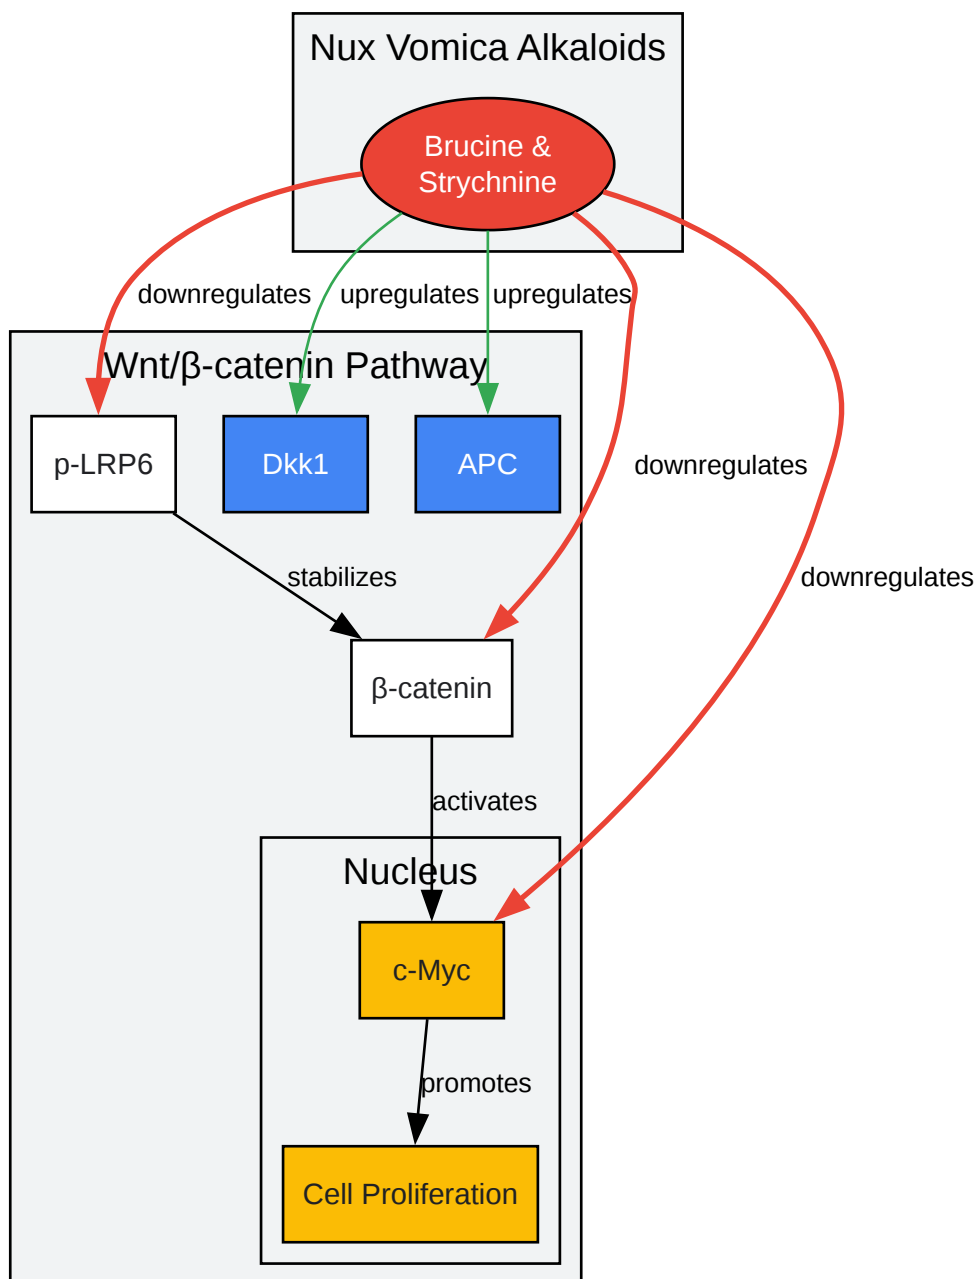 Nux Vomica Alkaloids
Brucine &
Strychnine
downregulates
upregulates
upregulates
Wnt/β-catenin Pathway
p-LRP6
Dkk1
APC
downregulates
stabilizes
downregulates
β-catenin
activates
Nucleus
c-Myc
promotes
Cell Proliferation